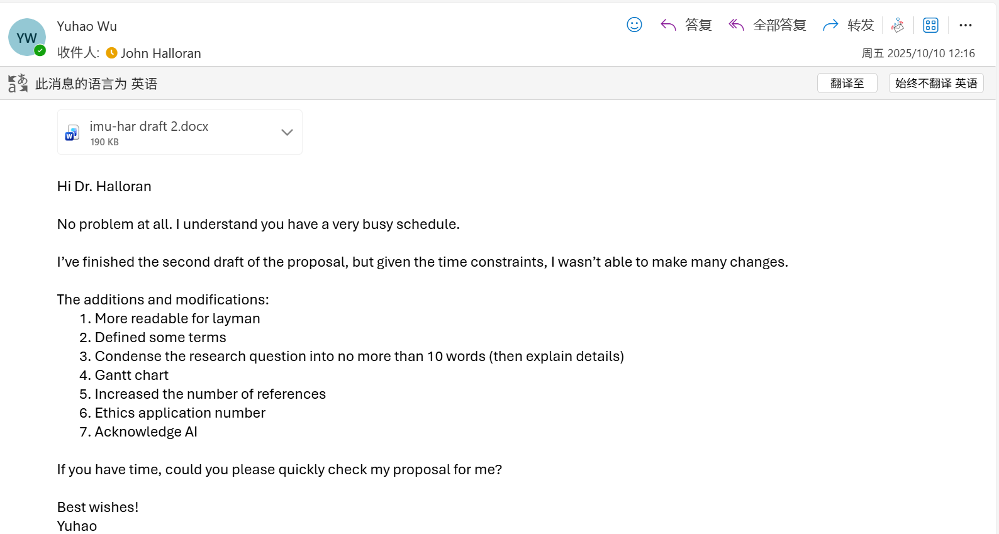 YW
Yuhao Wu
答复
全部答复
转发
收件人: John Halloran
周五 2025/10/10 12:16
此消息的语言为 英语
翻译至
始终不翻译 英语
imu-har draft 2.docx
190 KB
Hi Dr. Halloran
No problem at all. I understand you have a very busy schedule.
I’ve finished the second draft of the proposal, but given the time constraints, I wasn’t able to make many changes.
The additions and modifications:
1. More readable for layman
2. Defined some terms
3. Condense the research question into no more than 10 words (then explain details)
4. Gantt chart
5. Increased the number of references
6. Ethics application number
7. Acknowledge AI
If you have time, could you please quickly check my proposal for me?
Best wishes!
Yuhao